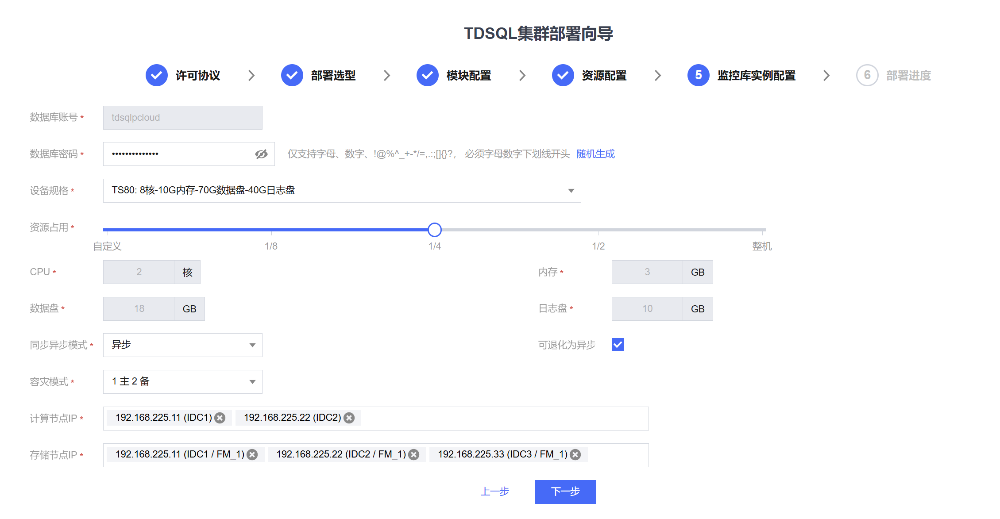 TDSQL集群部署向导
许可协议 部署选型 模块配置 资源配置 5 监控库实例配置 6 部署进度
数据库账号 * tdsqlpcloud
数据库密码 * •••••••••••••• 仅支持字母、数字、!@%^_+-*/=,.:;[]{}?, 必须字母数字下划线开头 随机生成
设备规格 * TS80: 8核-10G内存-70G数据盘-40G日志盘
资源占用 *
自定义 1/8 1/4 1/2 整机
CPU * 2 核 内存 * 3 GB
数据盘 * 18 GB 日志盘 * 10 GB
同步异步模式 * 异步 可退化为异步
容灾模式 * 1 主 2 备
计算节点IP * 192.168.225.11 (IDC1) 192.168.225.22 (IDC2)
存储节点IP * 192.168.225.11 (IDC1 / FM_1) 192.168.225.22 (IDC2 / FM_1) 192.168.225.33 (IDC3 / FM_1)
上一步 下一步